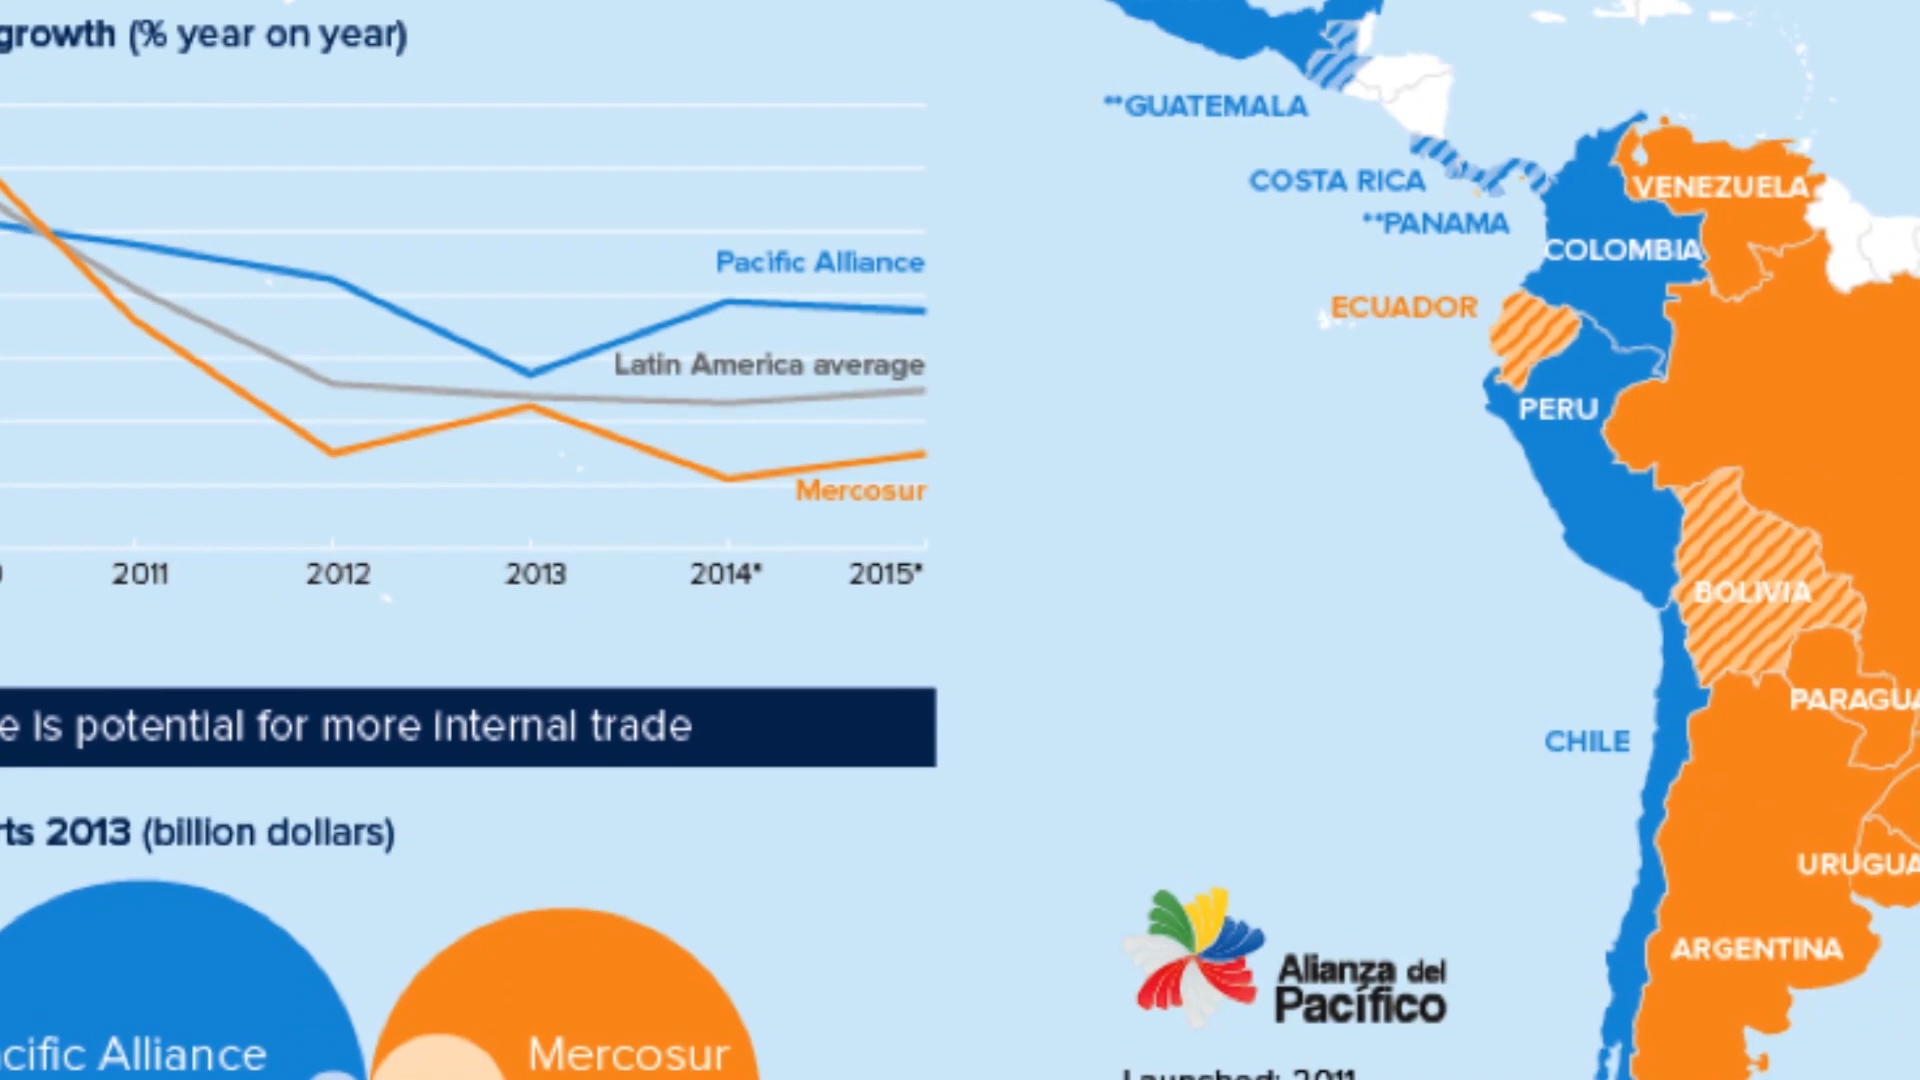 growth (% year on year)
Pacific Alliance
Latin America average
Mercosur
2011
2012
2013
2014*
2015*
is potential for more internal trade
2013 (billion dollars)
Alliance
Mercosur
**GUATEMALA
COSTA RICA
**PANAMA
VENEZUELA
COLOMBIA
ECUADOR
PERU
BOLIVIA
PARAGUA
CHILE
URUGUA
ARGENTINA
Alianza del
Pacífico
Launched: 2011